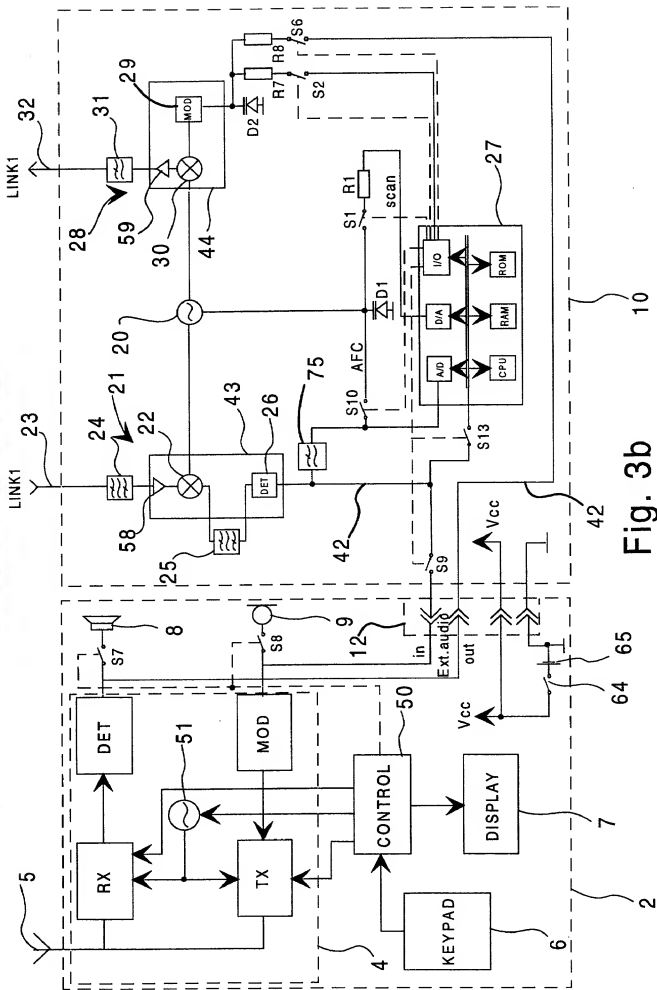 LINK1
LINK1
32
31
28
59
30
44
29
MOD
D2
R7
R8
S2
S6
23
24
21
22
58
25
43
26
DET
20
75
42
AFC
S10
S1
R1
scan
D1
27
A/D
D/A
I/O
CPU
RAM
ROM
S13
S9
42
Vcc
10
5
RX
DET
51
TX
MOD
S7
S8
8
9
12
in
Ext.audio
out
50
CONTROL
KEYPAD
DISPLAY
Vcc
64
65
4
6
7
2
Fig. 3b